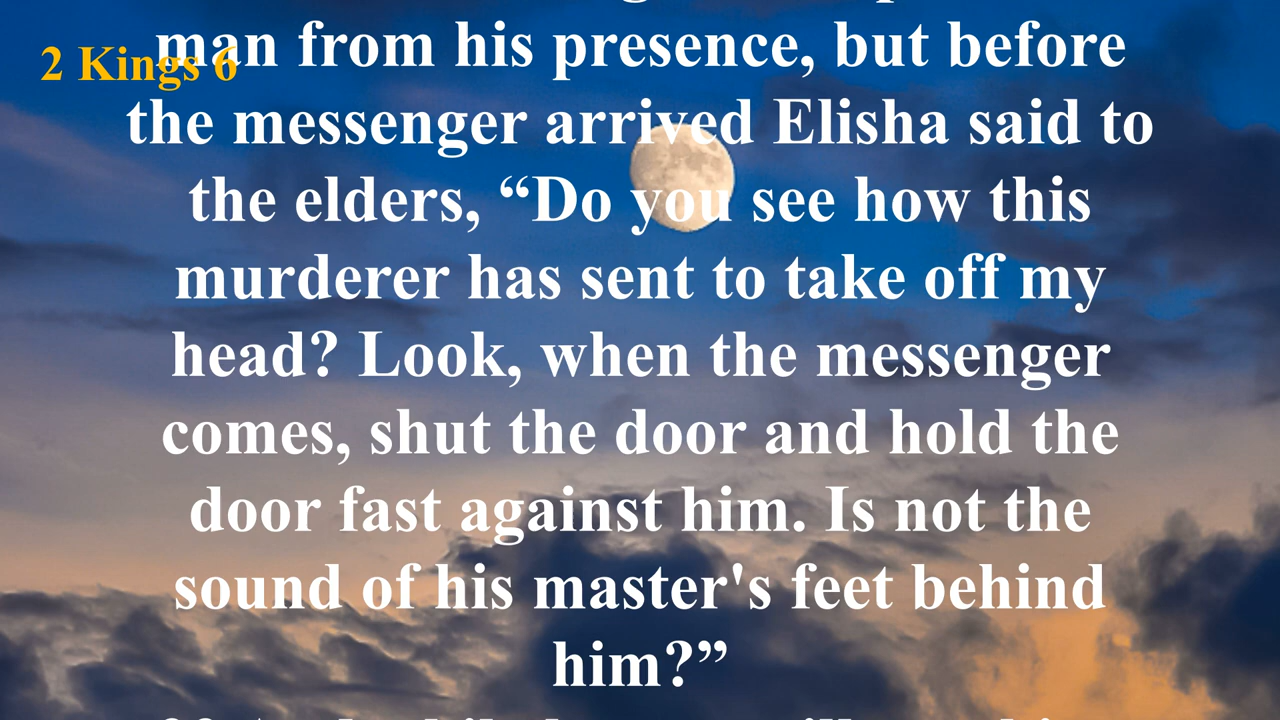 2 Kings 6
man from his presence, but before
the messenger arrived Elisha said to
the elders, “Do you see how this
murderer has sent to take off my
head? Look, when the messenger
comes, shut the door and hold the
door fast against him. Is not the
sound of his master's feet behind
him?”